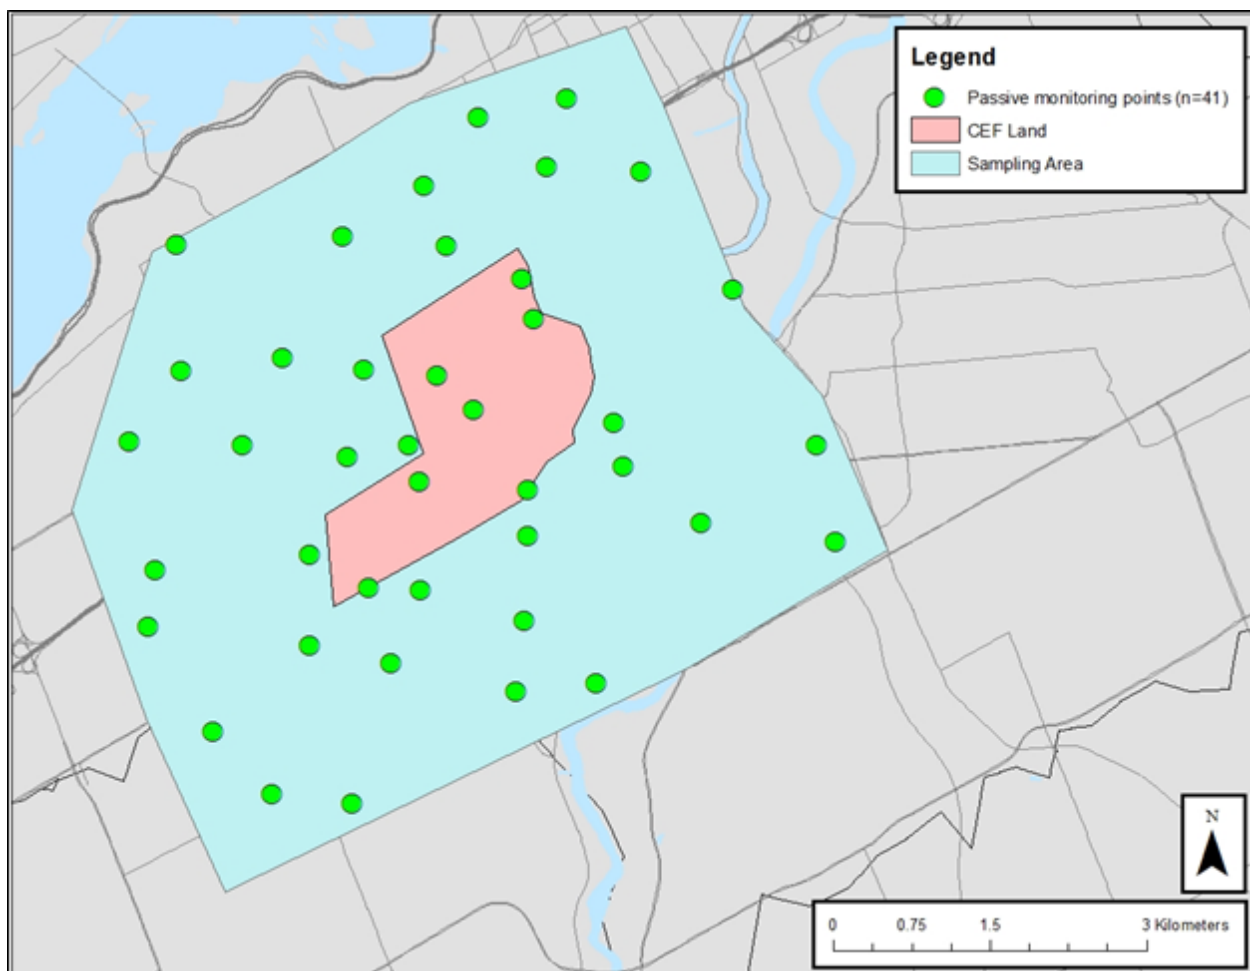 Legend
Passive monitoring points (n=41)
CEF Land
Sampling Area
N
0 0.75 1.5 3 Kilometers